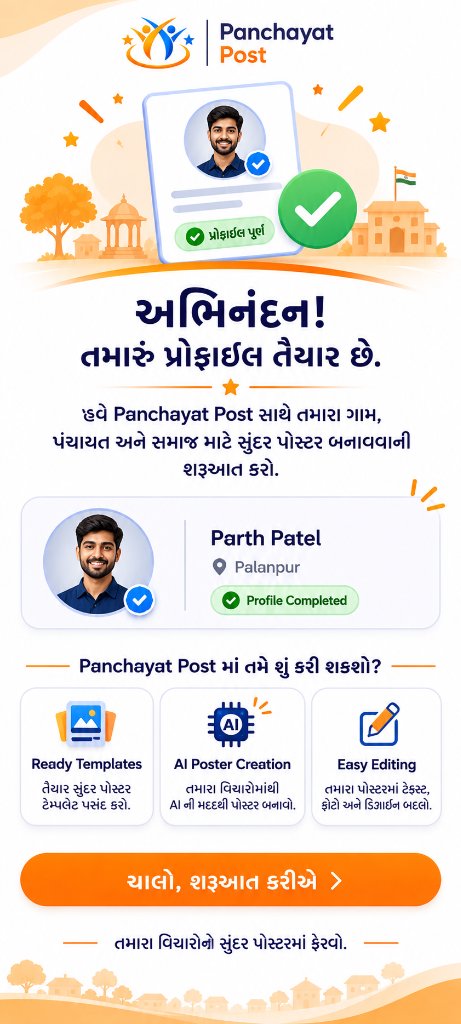 Panchayat
Post
પ્રોફાઈલ પુર્ણ
અભિનંદન!
તમારું પ્રોફાઇલ તૈયાર છે.
હવે Panchayat Post સાથે તમારા ગામ,
પંચાયત અને સમાજ માટે સુંદર પોસ્ટર બનાવવાની
શરૂઆત કરો.
Parth Patel
Palanpur
Profile Completed
Panchayat Post માં તમે શું કરી શકશો?
Ready Templates
તૈયાર સુંદર પોસ્ટર
ટેમ્પલેટ પસંદ કરો.
AI
AI Poster Creation
તમારા વિચારોમાંથી
AI ની મદદથી પોસ્ટર બનાવો.
Easy Editing
તમારા પોસ્ટરમાં ટેક્સ્ટ,
ફોટો અને ડિઝાઈન બદલો.
ચાલો, શરૂઆત કરીએ
તમારા વિચારોનો સુંદર પોસ્ટરમાં ફેરવો.